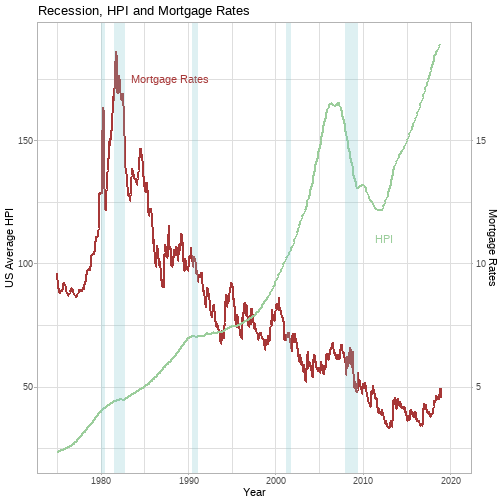 Recession, HPI and Mortgage Rates
Mortgage Rates
HPI
150
100
50
15
10
5
US Average HPI
Mortgage Rates
1980
1990
2000
2010
2020
Year